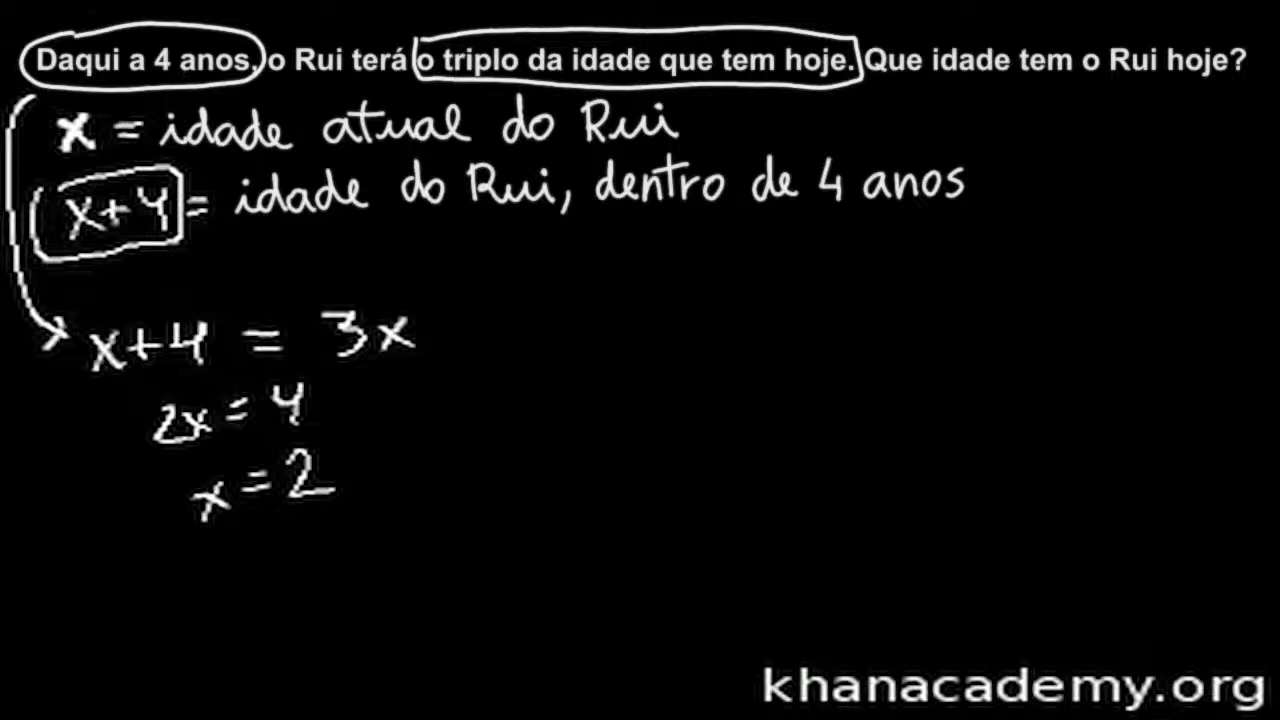 Daqui a 4 anos, o Rui terá o triplo da idade que tem hoje. Que idade tem o Rui hoje?
x = idade atual do Rui
x+4 = idade do Rui, dentro de 4 anos
x+4 = 3x
2x = 4
x = 2
khanacademy.org